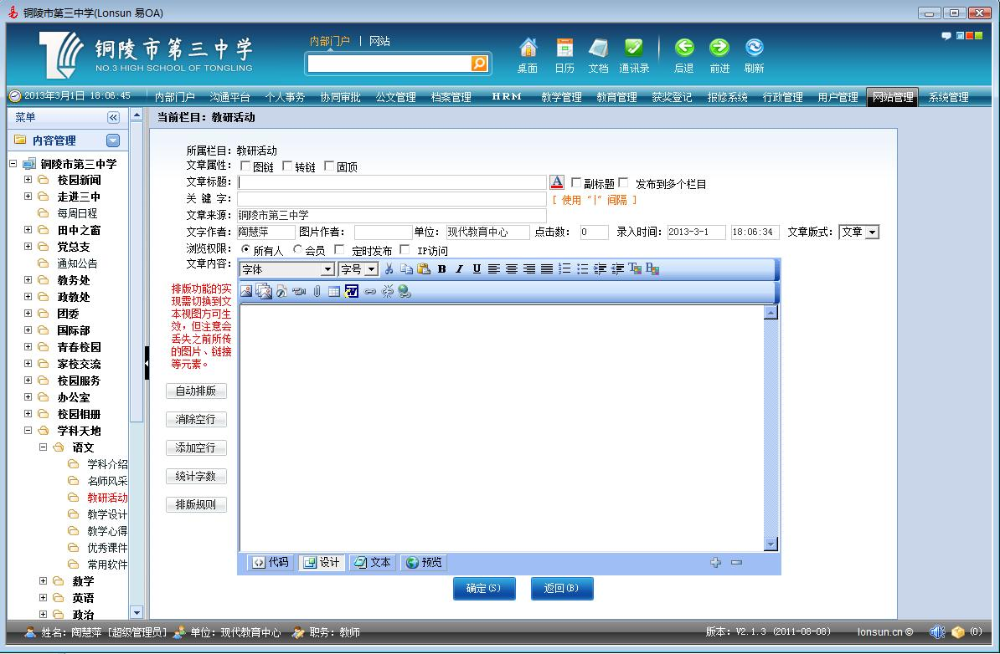 铜陵市第三中学(Lonsun 易OA)
铜陵市第三中学
NO.3 HIGH SCHOOL OF TONGLING
内部门户 | 网站
桌面 日历 文档 通讯录 后退 前进 刷新
2013年3月1日 18:06:45
内部门户 沟通平台 个人事务 协同审批 公文管理 档案管理 HRM 教学管理 教育管理 获奖登记 报修系统 行政管理 用户管理 网站管理 系统管理
菜单
内容管理
铜陵市第三中学
校园新闻
走进三中
每周日程
田中之窗
党总支
通知公告
教务处
政教处
团委
国际部
青春校园
家校交流
校园服务
办公室
校园相册
学科天地
语文
学科介绍
名师风采
教研活动
教学设计
教学心得
优秀课件
常用软件
数学
英语
政治
当前栏目：教研活动
所属栏目：教研活动
文章属性： 图链 转链 固顶
文章标题： A 副标题 发布到多个栏目
关 键 字： [ 使用 “|” 间隔 ]
文章来源：铜陵市第三中学
文字作者：陶慧萍 图片作者： 单位：现代教育中心 点击数：0 录入时间：2013-3-1 18:06:34 文章版式：文章
浏览权限： 所有人 会员 定时发布 IP访问
文章内容： 字体 字号 B I U
排版功能的实
现需切换到文
本视图方可生
效，但注意会
丢失之前所传
的图片、链接
等元素。
自动排版
消除空行
添加空行
统计字数
排版规则
代码 设计 文本 预览
确定(S) 返回(B)
姓名：陶慧萍 [超级管理员] 单位：现代教育中心 职务：教师 版本：V2.1.3 (2011-08-08) lonsun.cn © (0)